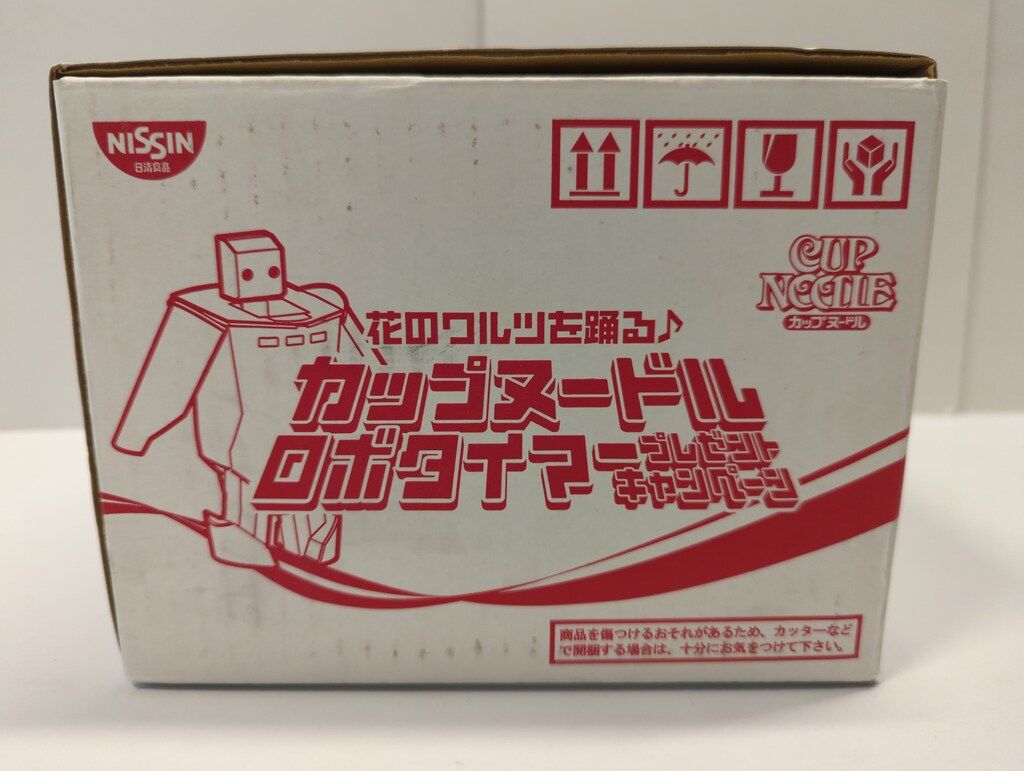 NISSIN
日清食品
CUP
NOODLE
カップヌードル
花のワルツを踊る♪
カップヌードル
ロボタイマープレゼント
キャンペーン
商品を傷つけるおそれがあるため、カッターなど
で開梱する場合は、十分にお気をつけて下さい。